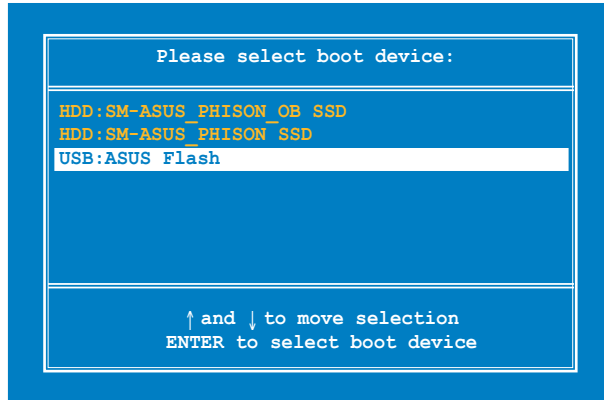 Please select boot device:
HDD:SM-ASUS_PHISON_OB SSD
HDD:SM-ASUS_PHISON SSD
USB:ASUS Flash
↑ and ↓ to move selection
ENTER to select boot device